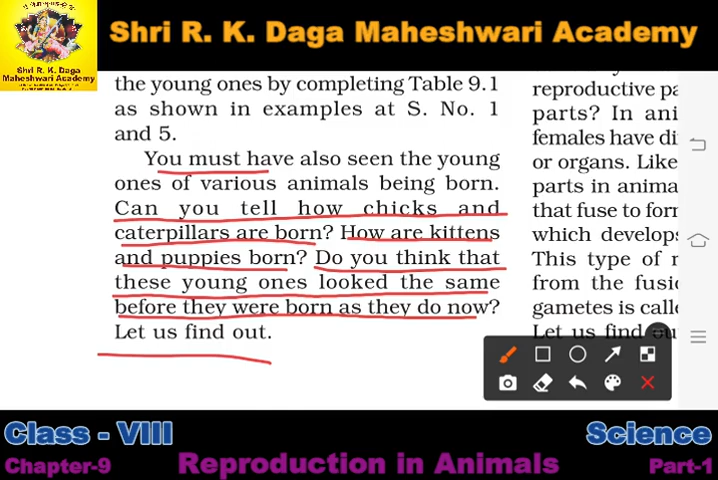 Shri R. K. Daga Maheshwari Academy
Shri R. K. Daga
Maheshwari Academy
the young ones by completing Table 9.1
as shown in examples at S. No. 1
and 5.
You must have also seen the young
ones of various animals being born.
Can you tell how chicks and
caterpillars are born? How are kittens
and puppies born? Do you think that
these young ones looked the same
before they were born as they do now?
Let us find out.
reproductive pa
parts? In ani
females have di
or organs. Like
parts in anima
that fuse to for
which develops
This type of
from the fusi
gametes is calle
Let us find ou
Class - VIII
Science
Chapter-9
Reproduction in Animals
Part-1